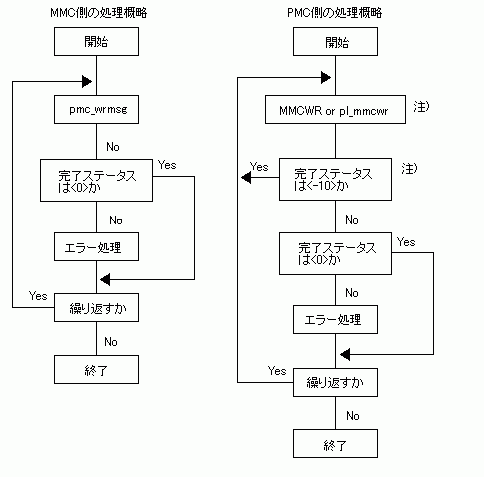 MMC側の処理概略
開始
pmc_wrmsg
No
完了ステータス
は<0>か
Yes
No
エラー処理
Yes
繰り返すか
No
終了
PMC側の処理概略
開始
MMCWR or pl_mmcwr
注)
Yes
完了ステータス
は<-10>か
注)
No
完了ステータス
は<0>か
Yes
No
エラー処理
Yes
繰り返すか
No
終了